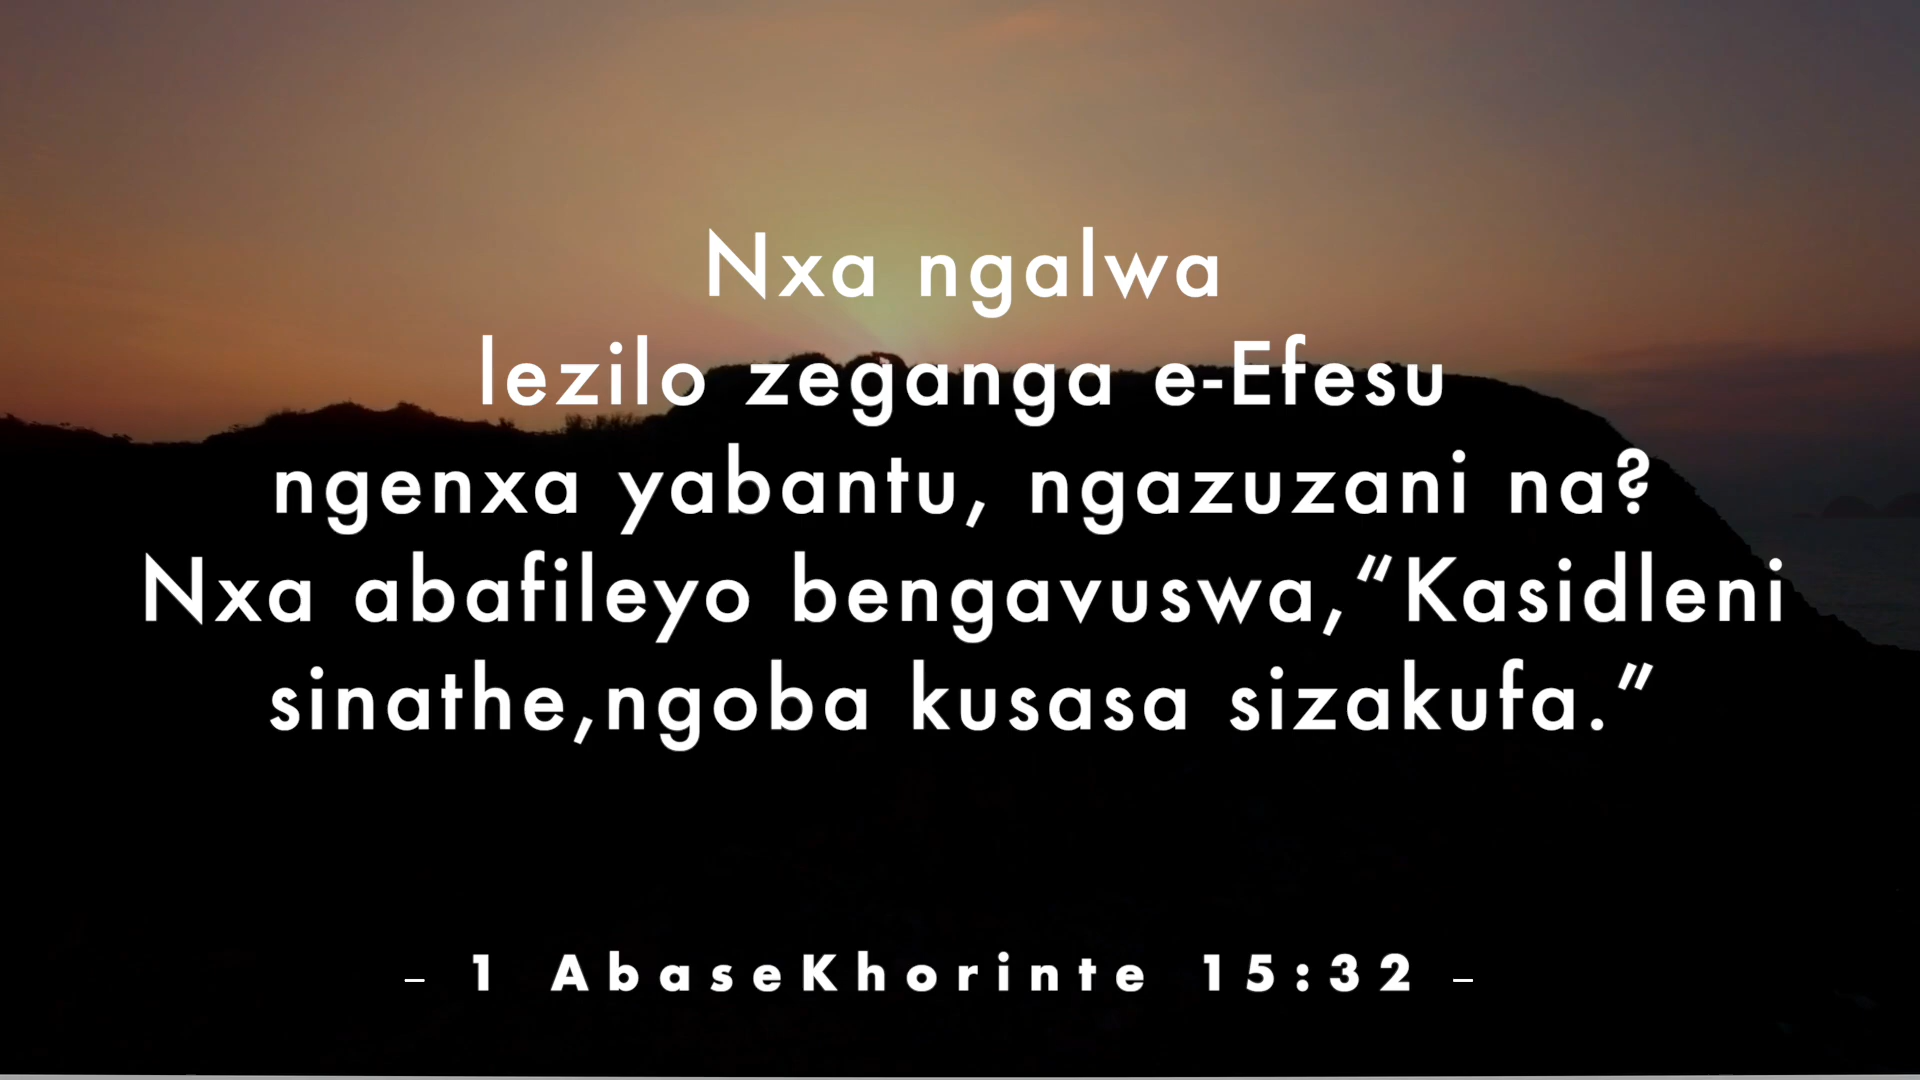 Nxa ngalwa
lezilo zeganga e-Efesu
ngenxa yabantu, ngazuzani na?
Nxa abafileyo bengavuswa,“Kasidleni
sinathe,ngoba kusasa sizakufa.”
– 1 AbaseKhorinte 15:32 –